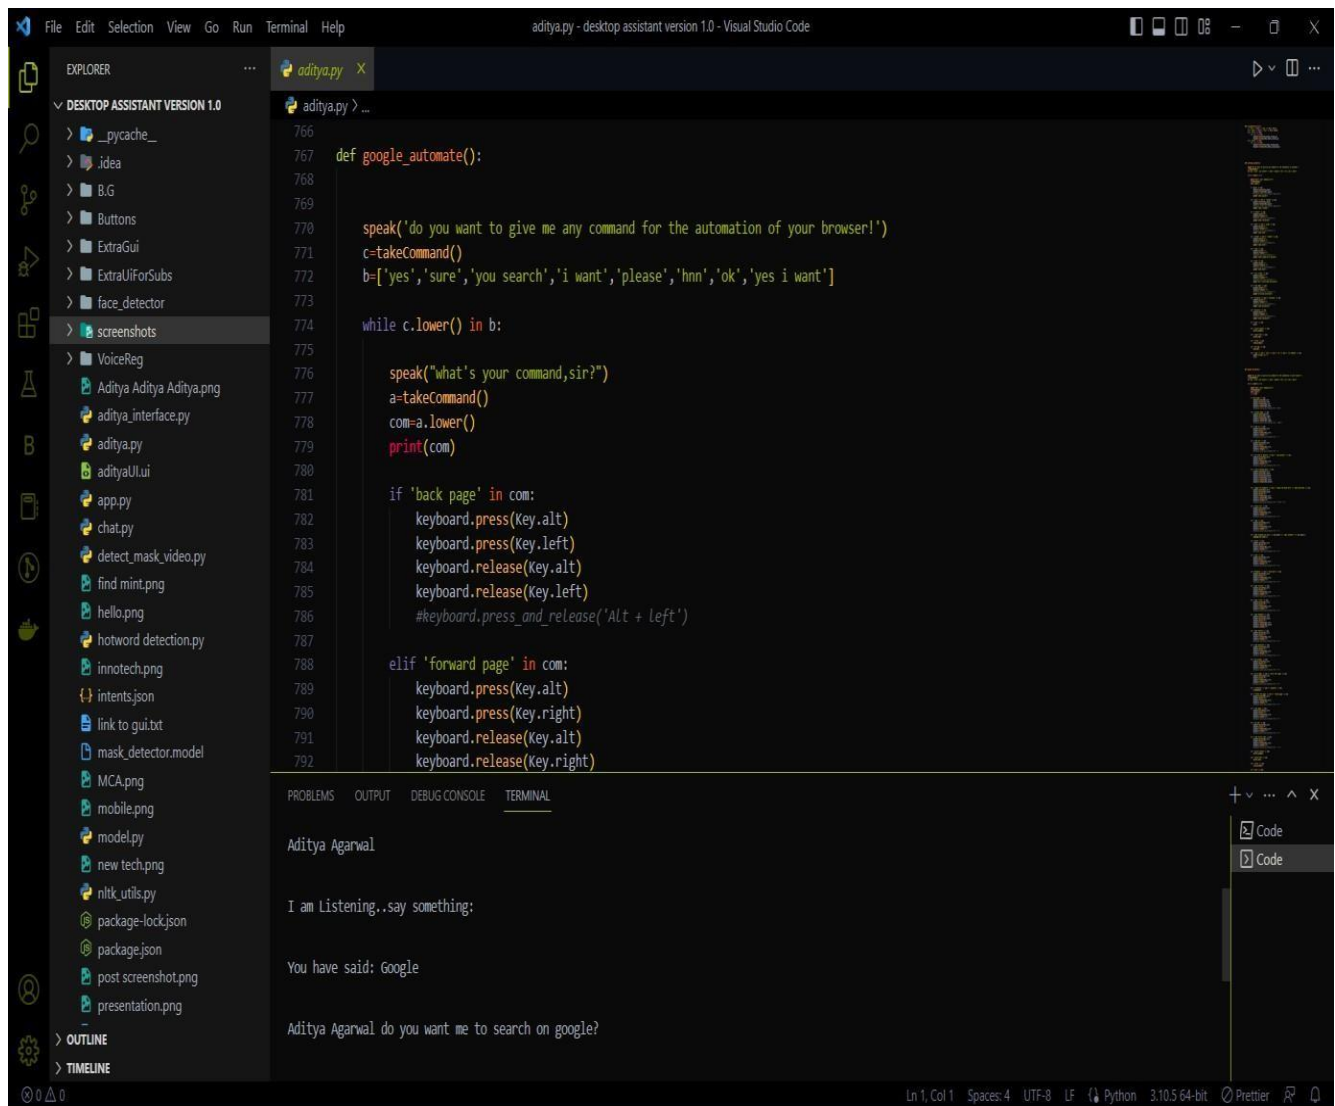 File Edit Selection View Go Run Terminal Help aditya.py - desktop assistant version 1.0 - Visual Studio Code
EXPLORER
DESKTOP ASSISTANT VERSION 1.0
__pycache__
.idea
B.G
Buttons
ExtraGui
ExtraUiForSubs
face_detector
screenshots
VoiceReg
Aditya Aditya Aditya.png
aditya_interface.py
aditya.py
adityaUI.ui
app.py
chat.py
detect_mask_video.py
find mint.png
hello.png
hotword detection.py
innotech.png
intents.json
link to gui.txt
mask_detector.model
MCA.png
mobile.png
model.py
new tech.png
nltk_utils.py
package-lock.json
package.json
post screenshot.png
presentation.png
OUTLINE
TIMELINE
aditya.py X
aditya.py > ...
766
767 def google_automate():
768
769
770 speak('do you want to give me any command for the automation of your browser!')
771 c=takeCommand()
772 b=['yes','sure','you search','i want','please','hnn','ok','yes i want']
773
774 while c.lower() in b:
775
776 speak("what's your command,sir?")
777 a=takeCommand()
778 com=a.lower()
779 print(com)
780
781 if 'back page' in com:
782 keyboard.press(Key.alt)
783 keyboard.press(Key.left)
784 keyboard.release(Key.alt)
785 keyboard.release(Key.left)
786 #keyboard.press_and_release('Alt + left')
787
788 elif 'forward page' in com:
789 keyboard.press(Key.alt)
790 keyboard.press(Key.right)
791 keyboard.release(Key.alt)
792 keyboard.release(Key.right)
PROBLEMS OUTPUT DEBUG CONSOLE TERMINAL
Aditya Agarwal
I am Listening..say something:
You have said: Google
Aditya Agarwal do you want me to search on google?
Code
Code
0 0 Ln 1, Col 1 Spaces: 4 UTF-8 LF Python 3.10.5 64-bit Prettier